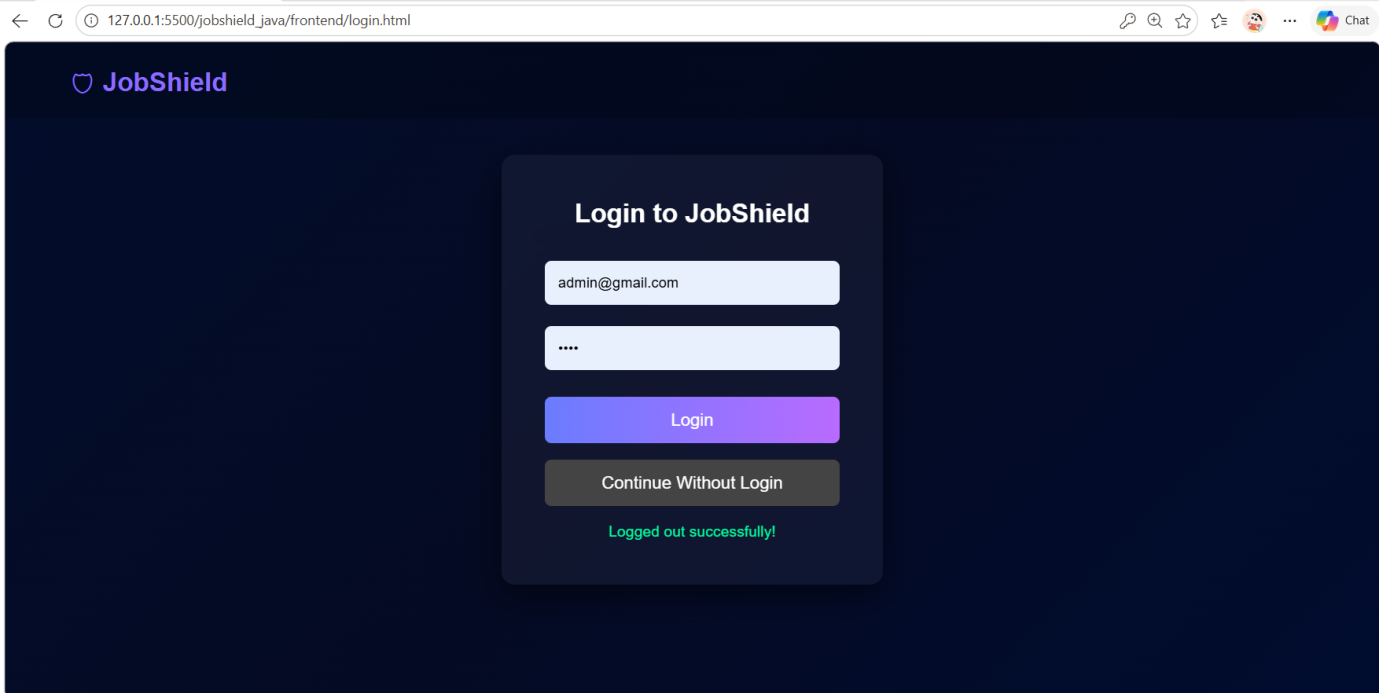 127.0.0.1:5500/jobshield_java/frontend/login.html
Chat
JobShield
Login to JobShield
admin@gmail.com
••••
Login
Continue Without Login
Logged out successfully!